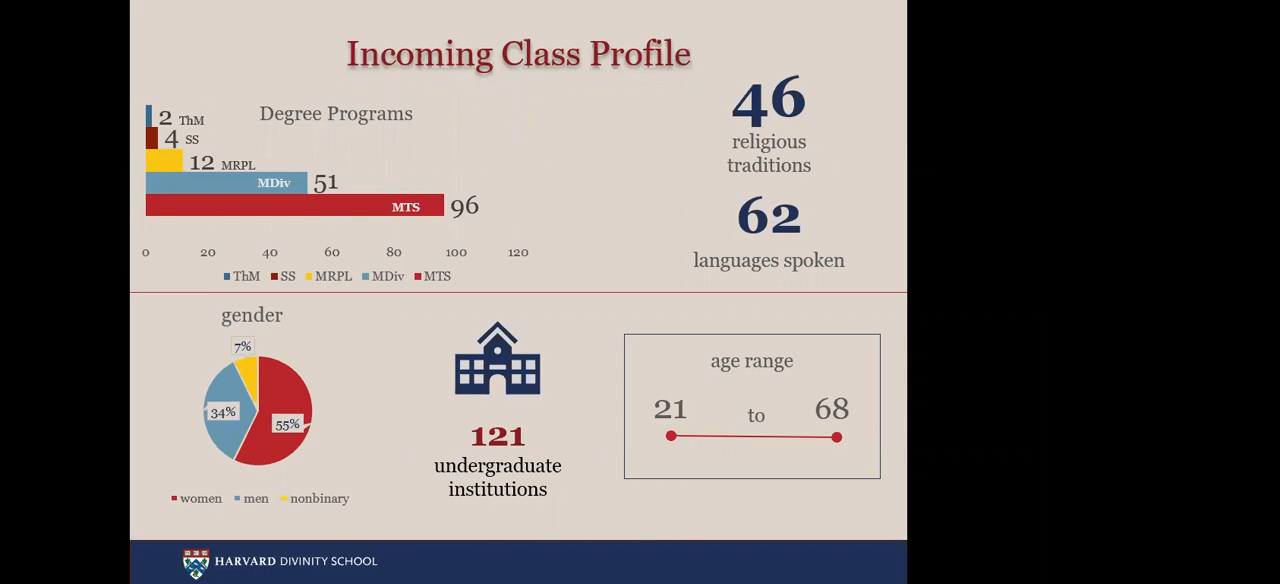 Incoming Class Profile
Degree Programs
2 ThM
4 SS
12 MRPL
MDiv 51
MTS 96
0 20 40 60 80 100 120
ThM SS MRPL MDiv MTS
46
religious
traditions
62
languages spoken
gender
7%
34%
55%
women men nonbinary
121
undergraduate
institutions
age range
21 to 68
HARVARD DIVINITY SCHOOL